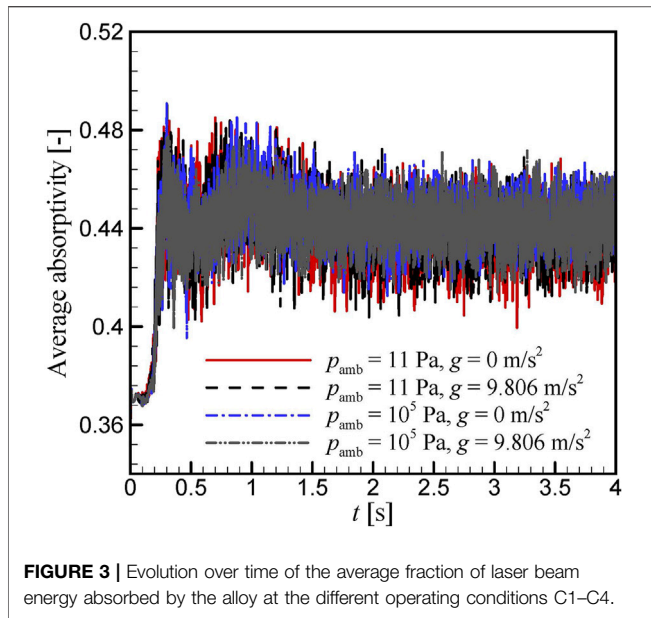 0.52
0.48
0.44
0.4
0.36
Average absorptivity [-]
p_amb = 11 Pa, g = 0 m/s²
p_amb = 11 Pa, g = 9.806 m/s²
p_amb = 10⁵ Pa, g = 0 m/s²
p_amb = 10⁵ Pa, g = 9.806 m/s²
0 0.5 1 1.5 2 2.5 3 3.5 4
t [s]
FIGURE 3 | Evolution over time of the average fraction of laser beam
energy absorbed by the alloy at the different operating conditions C1–C4.